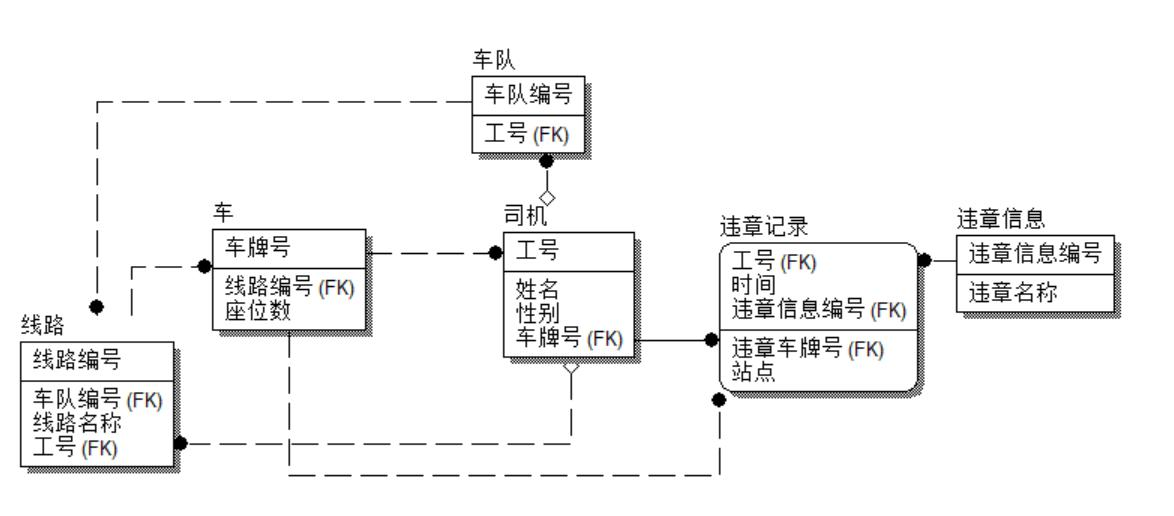 车队
车队编号
工号 (FK)
车
车牌号
线路编号 (FK)
座位数
司机
工号
姓名
性别
车牌号 (FK)
违章记录
工号 (FK)
时间
违章信息编号 (FK)
违章车牌号 (FK)
站点
违章信息
违章信息编号
违章名称
线路
线路编号
车队编号 (FK)
线路名称
工号 (FK)